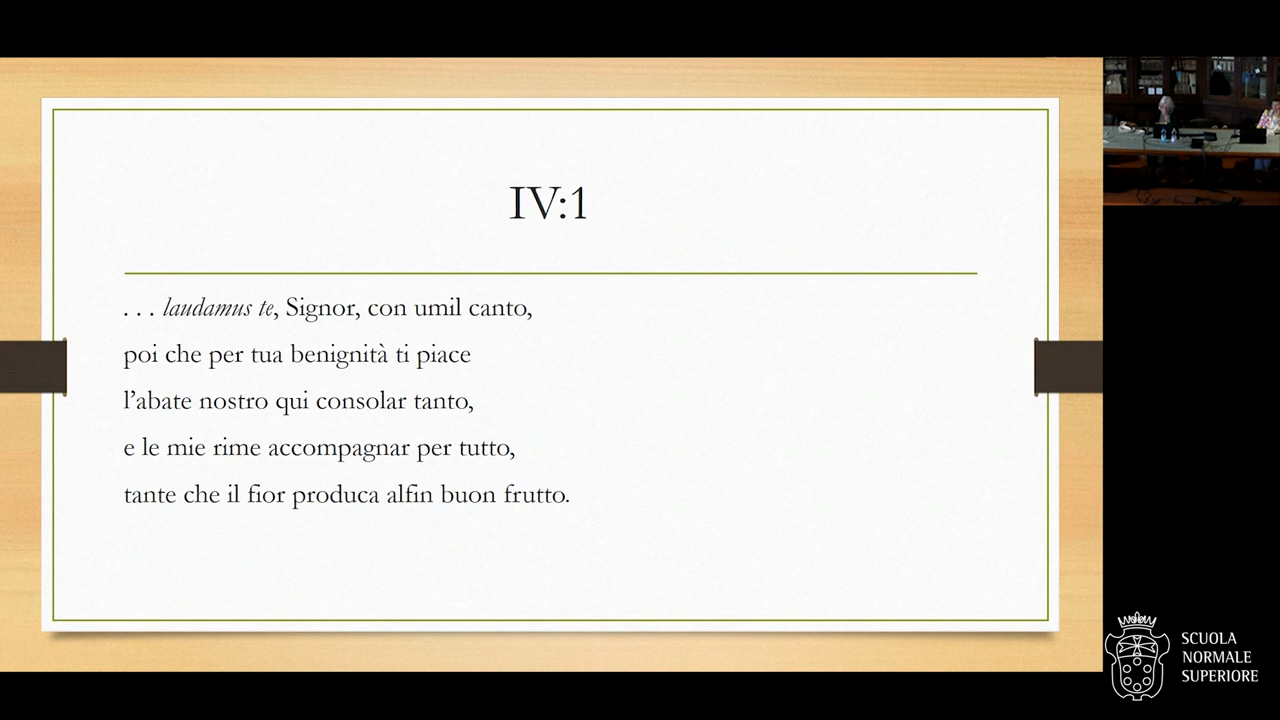 IV:1
. . . laudamus te, Signor, con umil canto,
poi che per tua benignità ti piace
l’abate nostro qui consolar tanto,
e le mie rime accompagnar per tutto,
tante che il fior produca alfin buon frutto.
SCUOLA
NORMALE
SUPERIORE